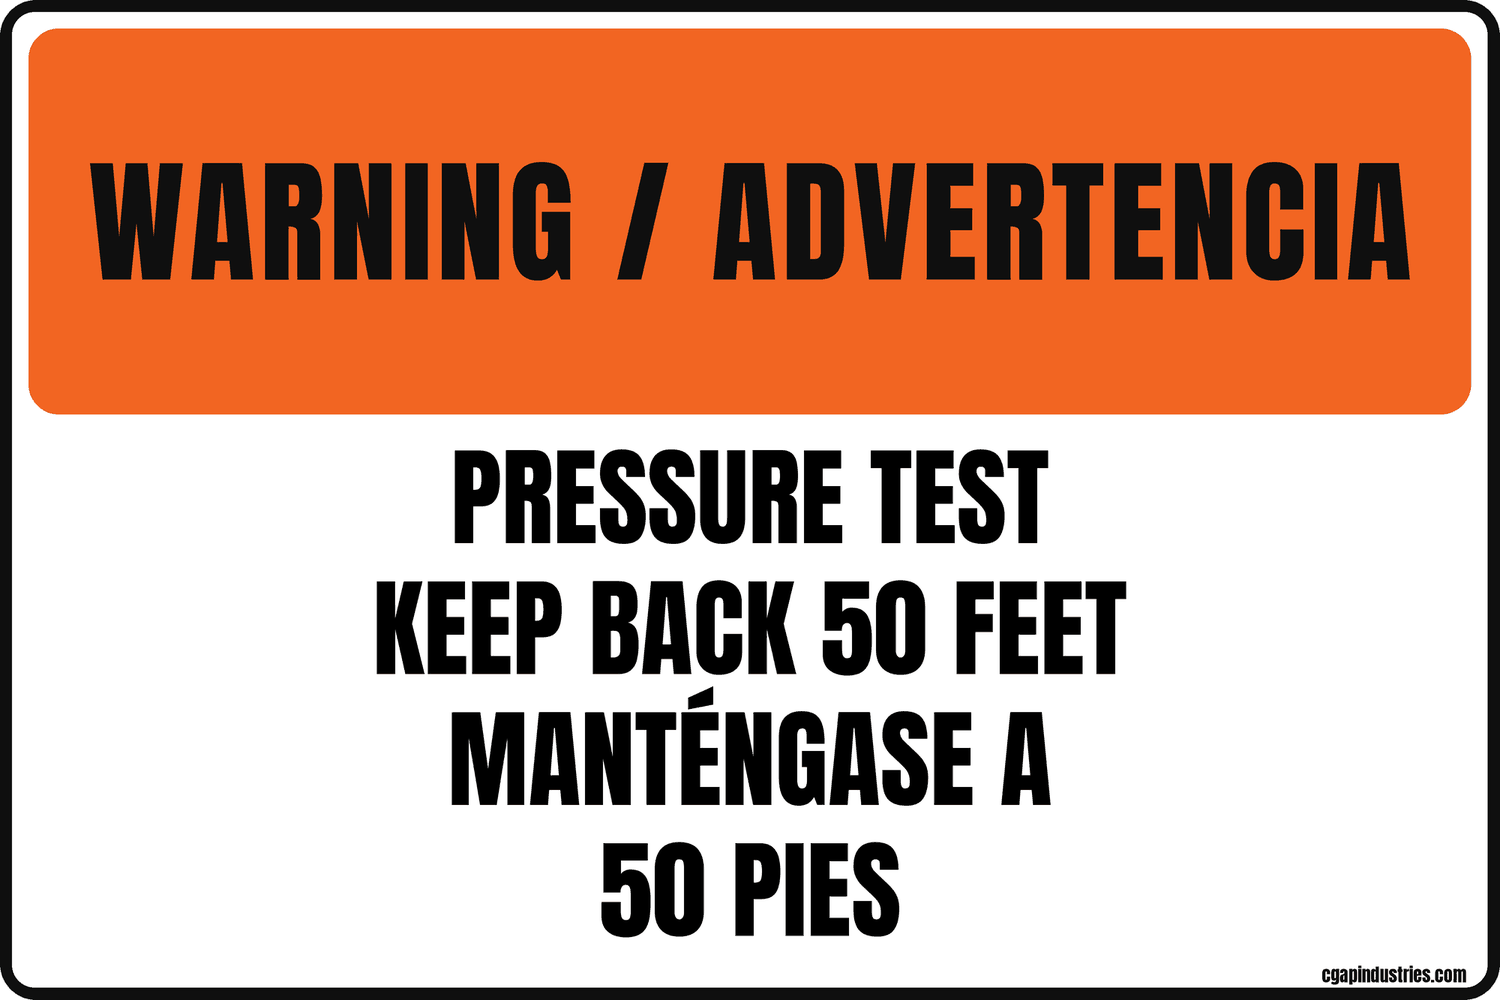 WARNING / ADVERTENCIA
PRESSURE TEST
KEEP BACK 50 FEET
MANTÉNGASE A
50 PIES
cgapindustries.com